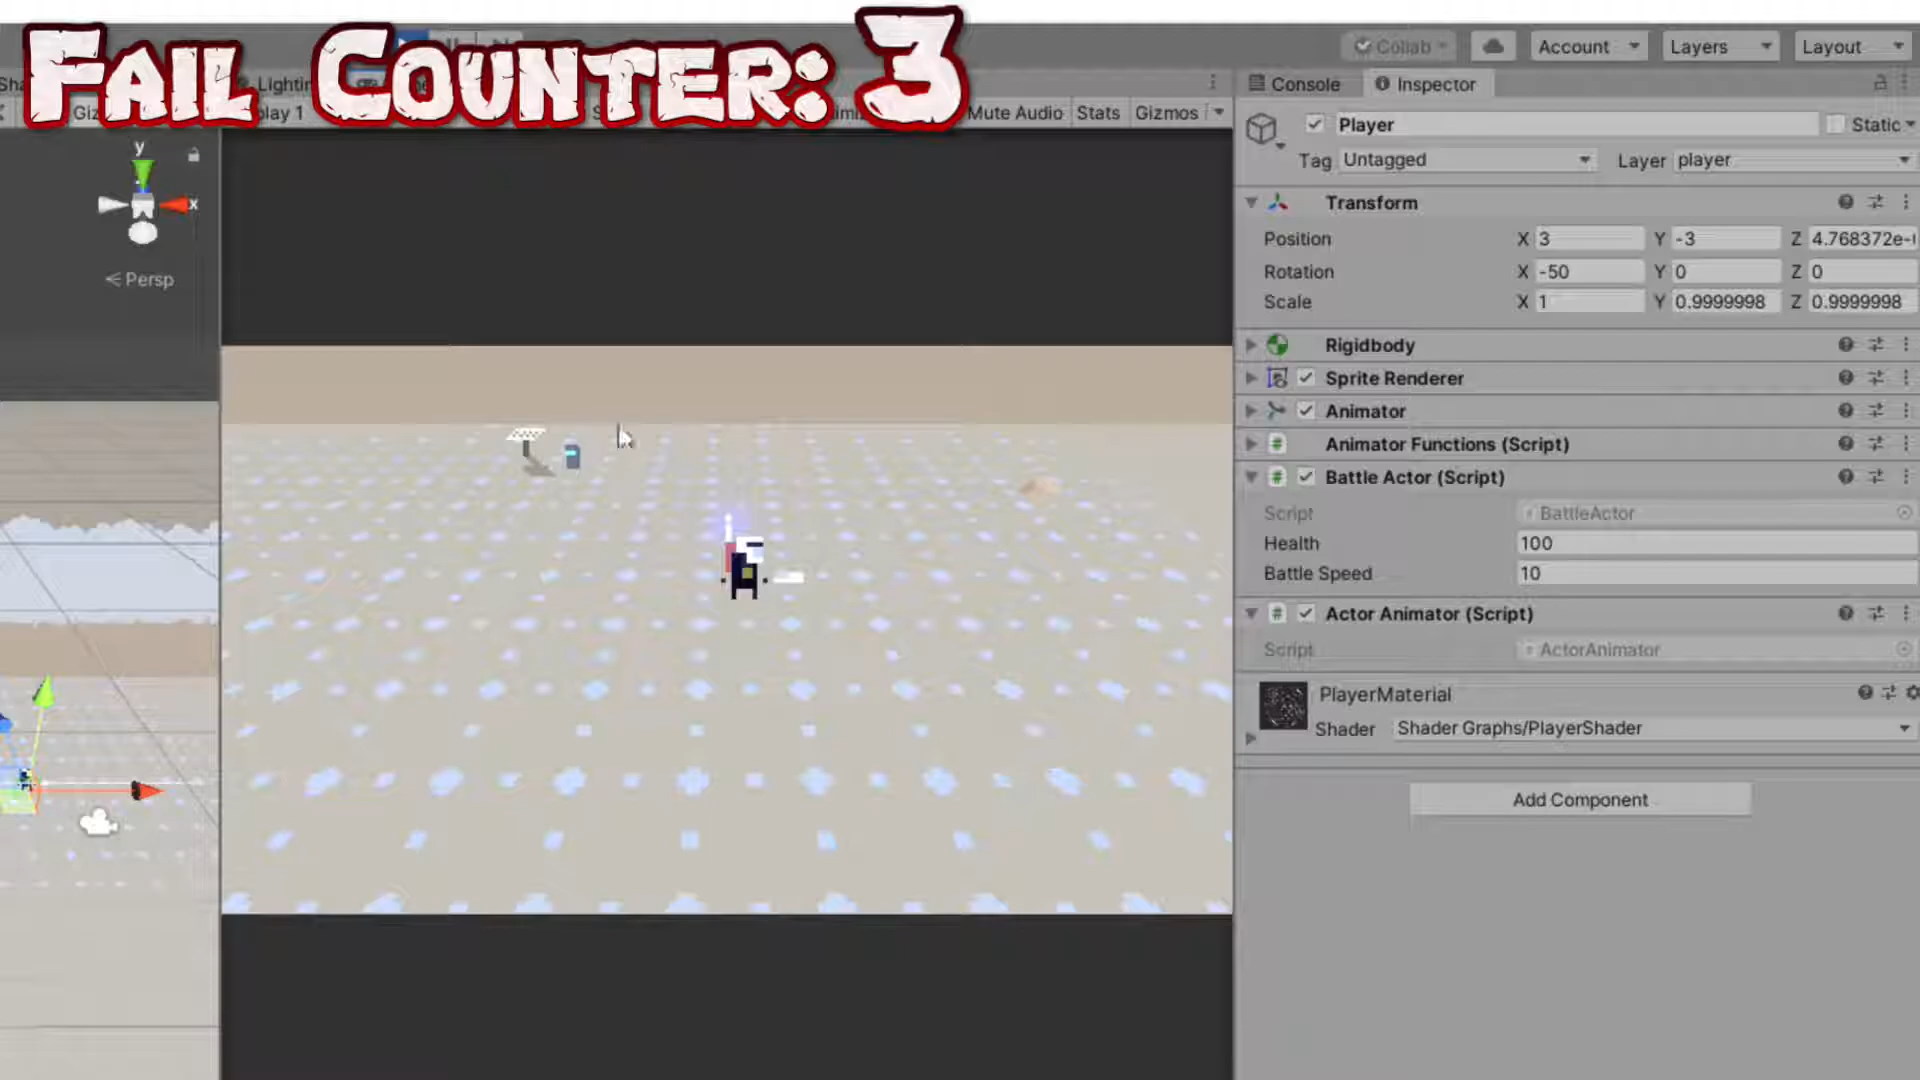 FAIL COUNTER: 3
Collab
Account
Layers
Layout
Console
Inspector
play 1
Mute Audio
Stats
Gizmos
Player
Static
Tag Untagged
Layer player
y
x
Persp
Transform
Position X 3 Y -3 Z 4.768372e-
Rotation X -50 Y 0 Z 0
Scale X 1 Y 0.9999998 Z 0.9999998
Rigidbody
Sprite Renderer
Animator
Animator Functions (Script)
Battle Actor (Script)
Script BattleActor
Health 100
Battle Speed 10
Actor Animator (Script)
Script ActorAnimator
PlayerMaterial
Shader Shader Graphs/PlayerShader
Add Component